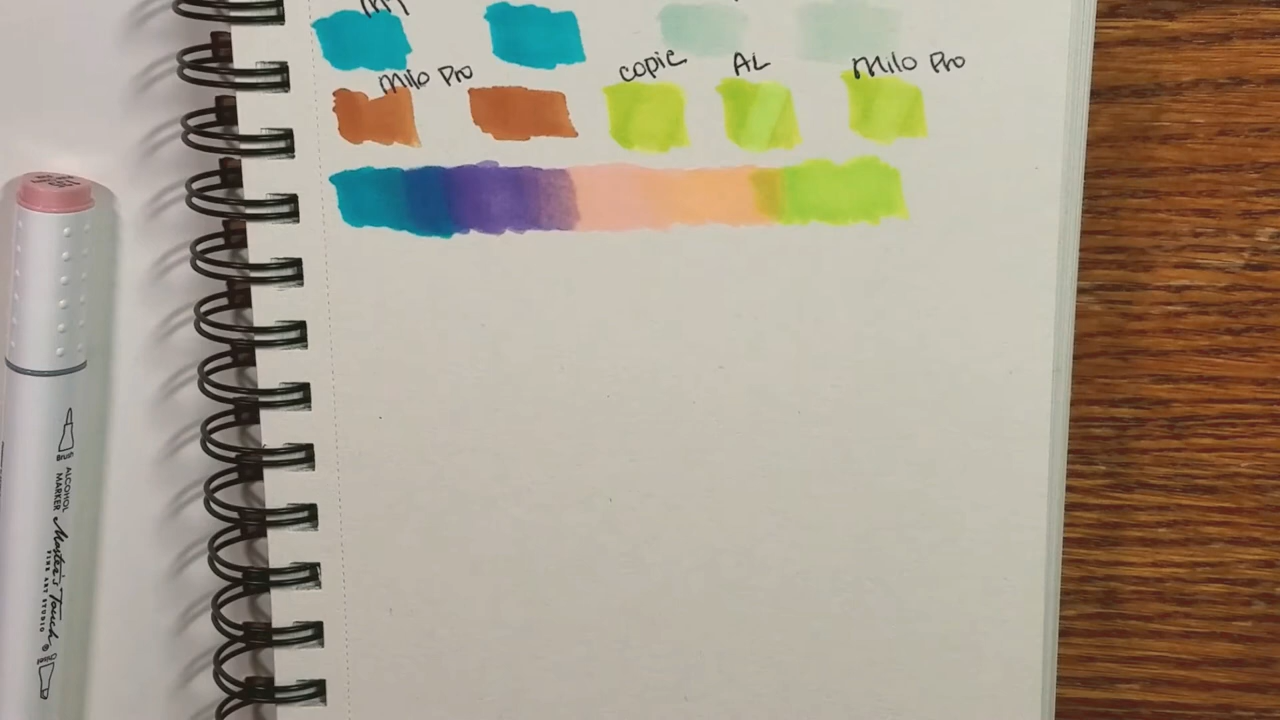 Milo Pro
copic
AL
Milo Pro
Brush
ALCOHOL
MARKER
Master's Touch®
FINE ART STUDIO